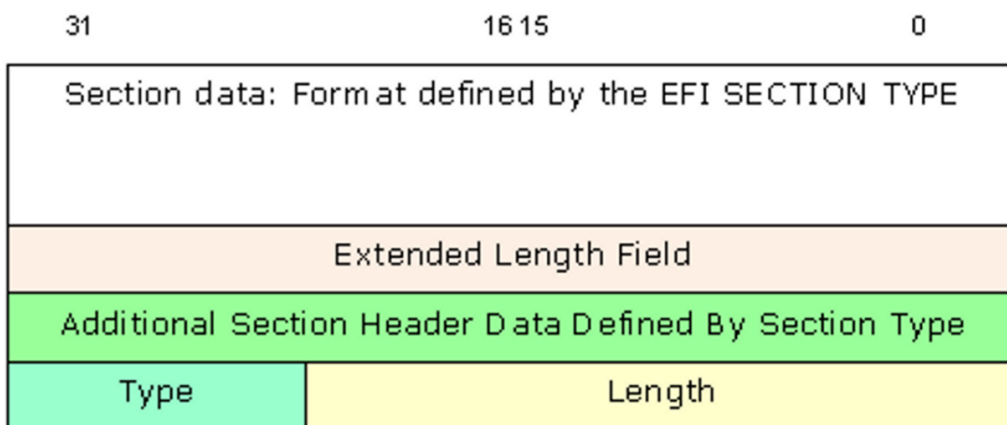 31 16 15 0
Section data: Format defined by the EFI SECTION TYPE
Extended Length Field
Additional Section Header Data Defined By Section Type
Type Length